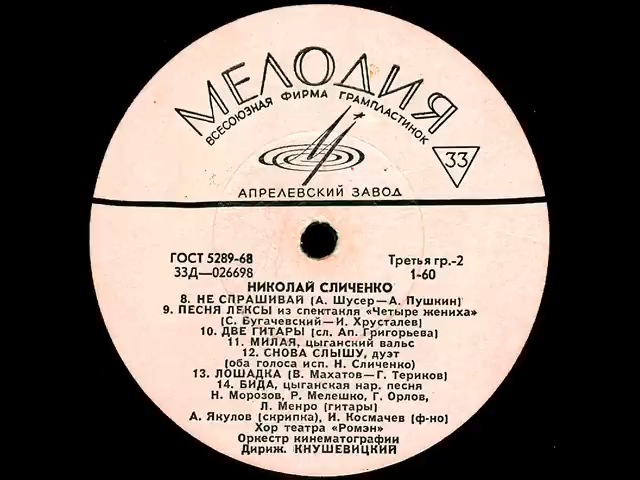 МЕЛОДИЯ
ВСЕСОЮЗНАЯ ФИРМА ГРАМПЛАСТИНОК
33
АПРЕЛЕВСКИЙ ЗАВОД
ГОСТ 5289-68 Третья гр.-2
33Д—026698 1-60
НИКОЛАЙ СЛИЧЕНКО
8. НЕ СПРАШИВАЙ (А. Шусер—А. Пушкин)
9. ПЕСНЯ ЛЕКСЫ из спектакля «Четыре жениха»
(С. Бугачевский—И. Хрусталев)
10. ДВЕ ГИТАРЫ (сл. Ап. Григорьева)
11. МИЛАЯ, цыганский вальс
12. СНОВА СЛЫШУ, дуэт
(оба голоса исп. Н. Сличенко)
13. ЛОШАДКА (В. Махатов—Г. Териков)
14. БИДА, цыганская нар. песня
Н. Морозов, Р. Мелешко, Г. Орлов,
Л. Менро (гитары)
А. Якулов (скрипка), И. Космачев (ф-но)
Хор театра «Ромэн»
Оркестр кинематографии
Дириж. КНУШЕВИЦКИЙ